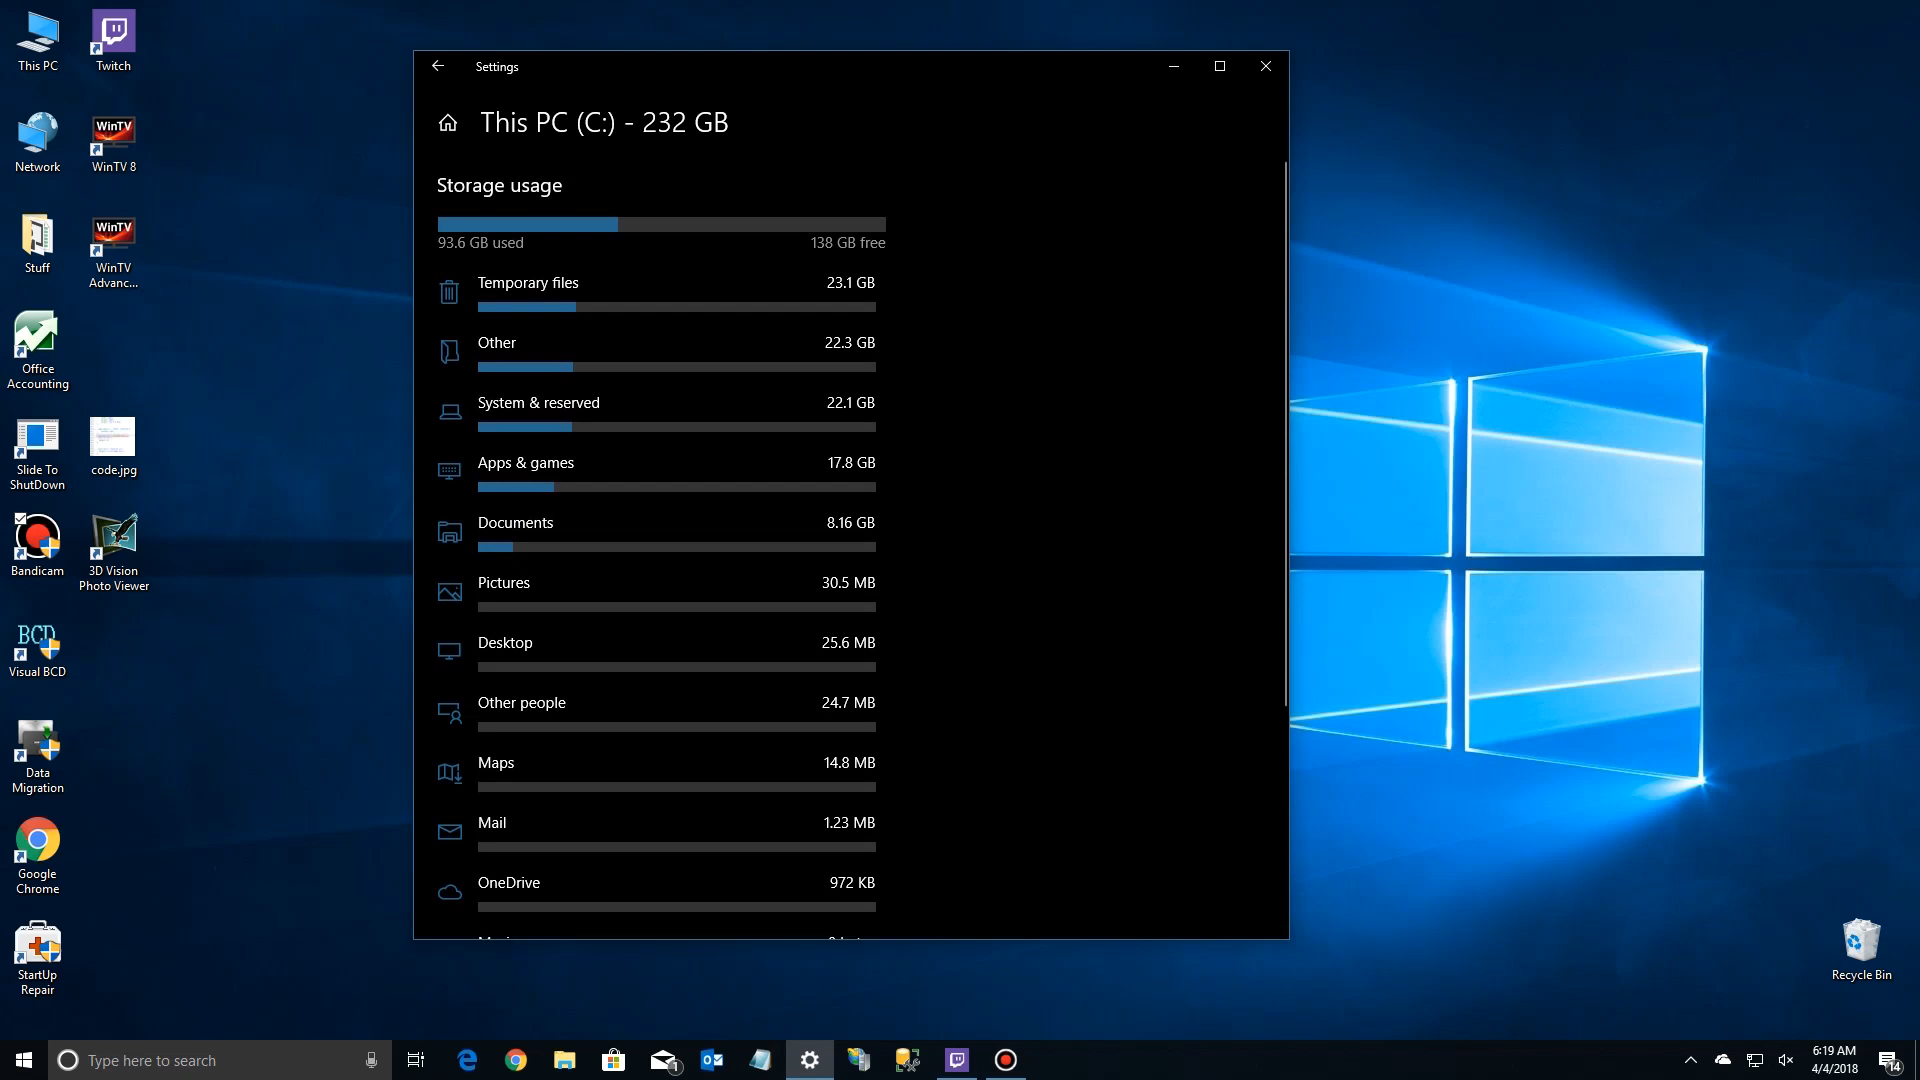 This PC
Twitch
Network
WinTV
WinTV 8
Stuff
WinTV
WinTV
Advanc...
Office
Accounting
Slide To
ShutDown
code.jpg
Bandicam
3D Vision
Photo Viewer
BCD
Visual BCD
Data
Migration
Google
Chrome
StartUp
Repair
Settings
This PC (C:) - 232 GB
Storage usage
93.6 GB used
138 GB free
Temporary files
23.1 GB
Other
22.3 GB
System & reserved
22.1 GB
Apps & games
17.8 GB
Documents
8.16 GB
Pictures
30.5 MB
Desktop
25.6 MB
Other people
24.7 MB
Maps
14.8 MB
Mail
1.23 MB
OneDrive
972 KB
Recycle Bin
Type here to search
1
6:19 AM
4/4/2018
14